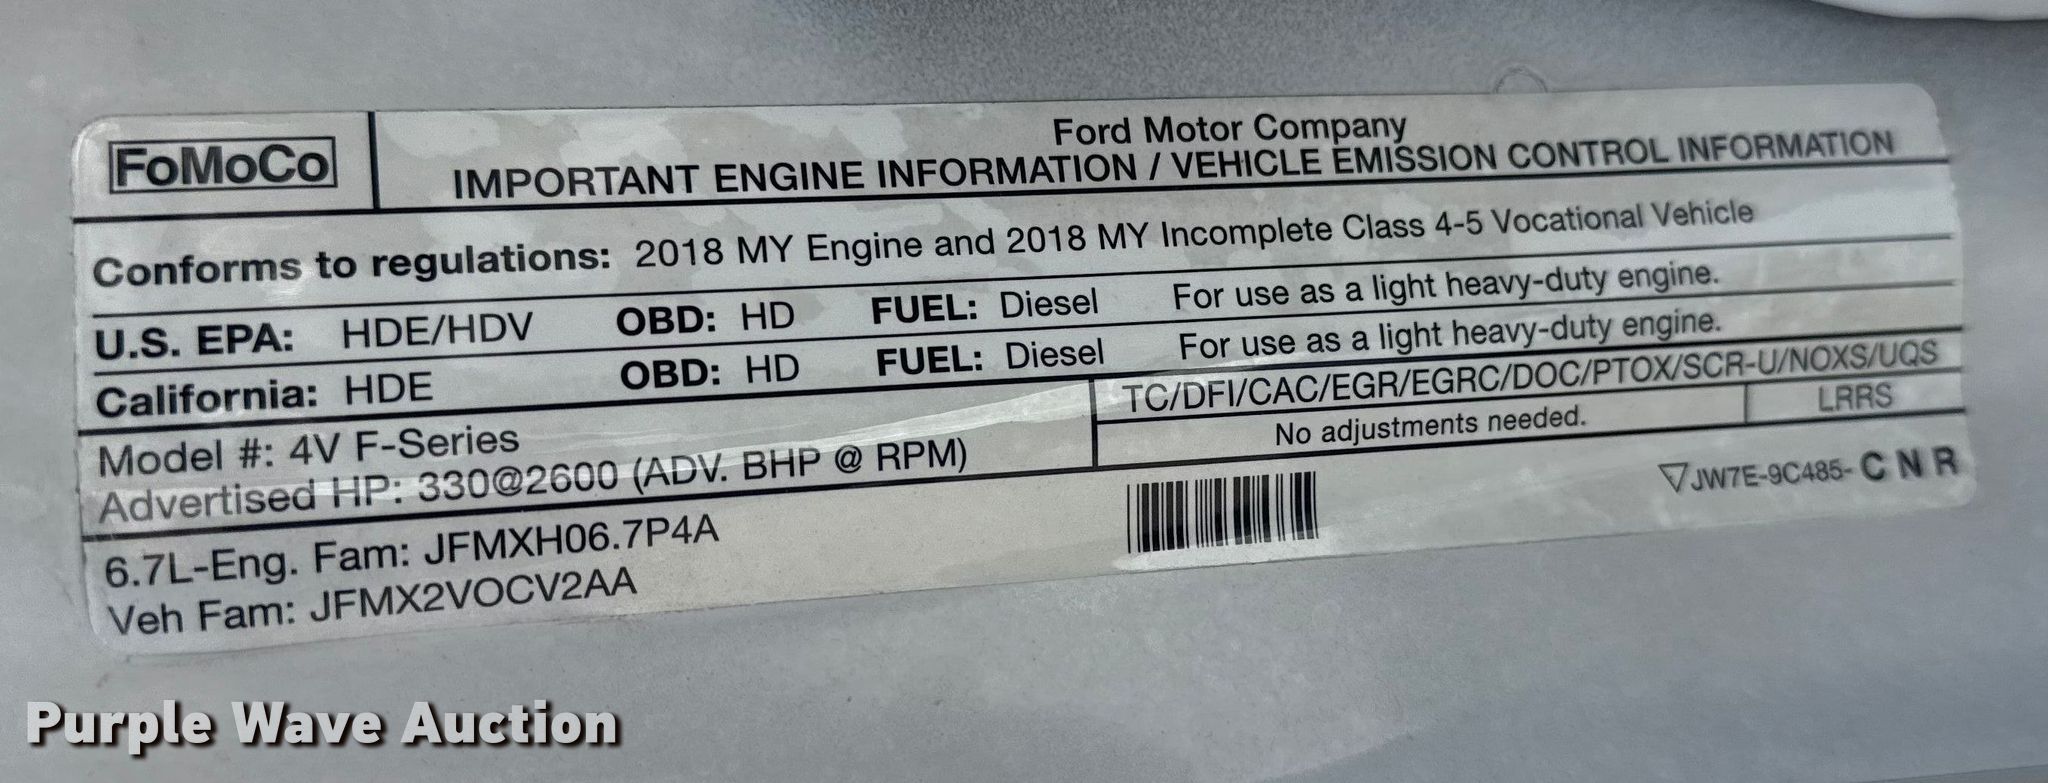 FoMoCo
Ford Motor Company
IMPORTANT ENGINE INFORMATION / VEHICLE EMISSION CONTROL INFORMATION
Conforms to regulations: 2018 MY Engine and 2018 MY Incomplete Class 4-5 Vocational Vehicle
U.S. EPA: HDE/HDV OBD: HD FUEL: Diesel For use as a light heavy-duty engine.
California: HDE OBD: HD FUEL: Diesel For use as a light heavy-duty engine.
TC/DFI/CAC/EGR/EGRC/DOC/PTOX/SCR-U/NOXS/UQS
Model #: 4V F-Series
No adjustments needed. LRRS
Advertised HP: 330@2600 (ADV. BHP @ RPM)
JW7E-9C485- C N R
6.7L-Eng. Fam: JFMXH06.7P4A
Veh Fam: JFMX2VOCV2AA
Purple Wave Auction